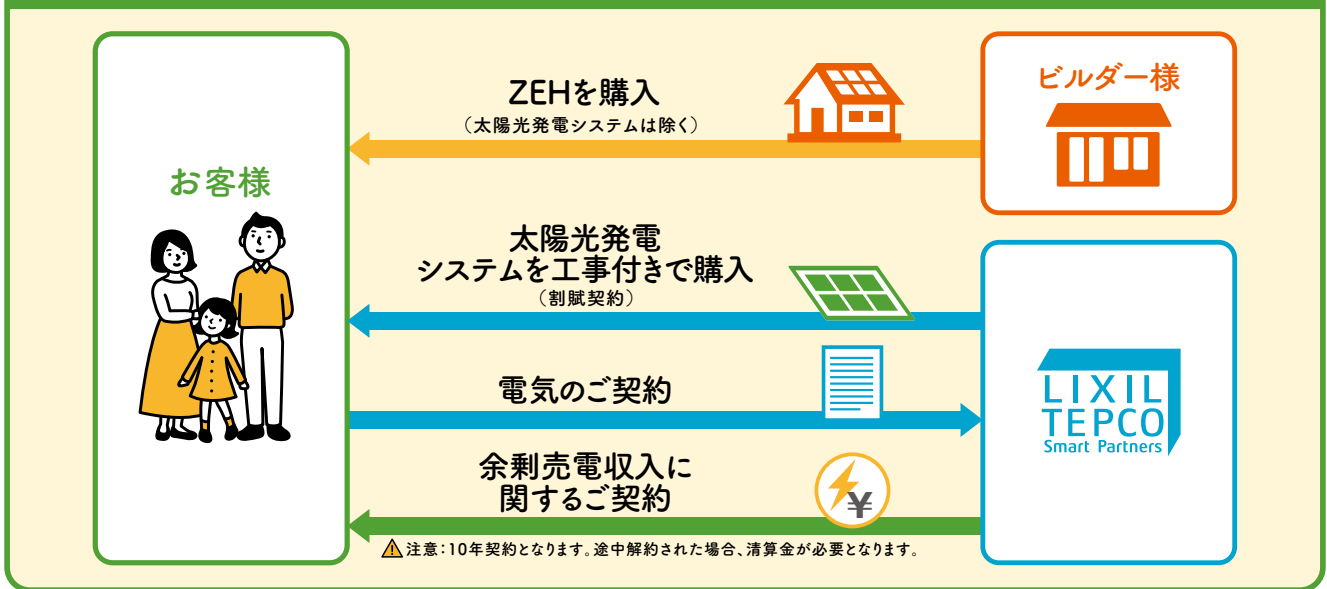 お客様
ZEHを購入
（太陽光発電システムは除く）
ビルダー様
太陽光発電
システムを工事付きで購入
（割賦契約）
電気のご契約
余剰売電収入に
関するご契約
¥
注意：10年契約となります。途中解約された場合、清算金が必要となります。
LIXIL
TEPCO
Smart Partners